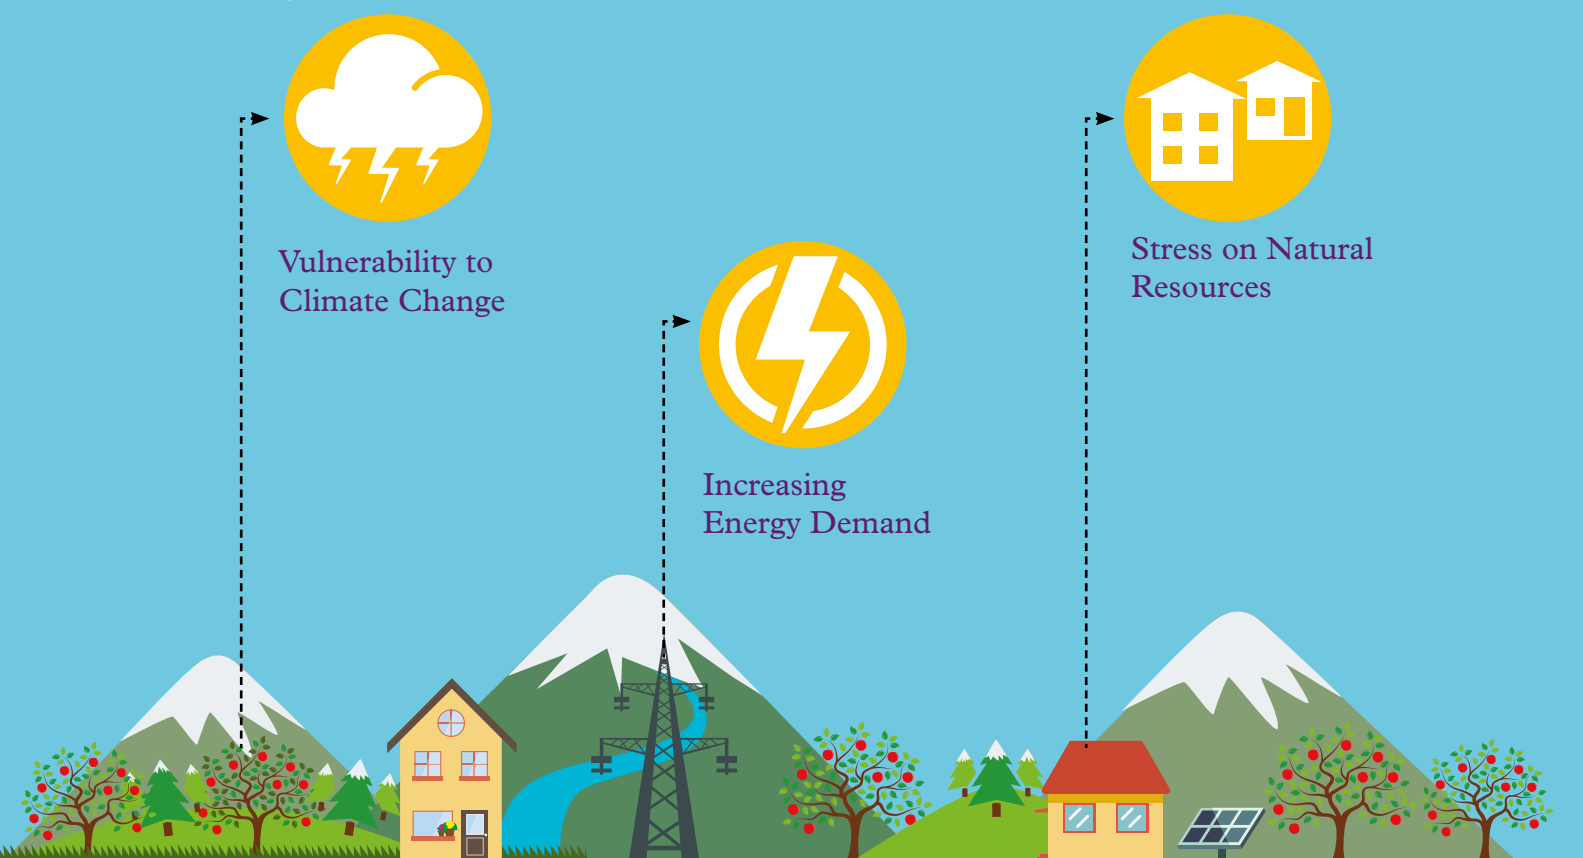 Vulnerability to
Climate Change
Increasing
Energy Demand
Stress on Natural
Resources